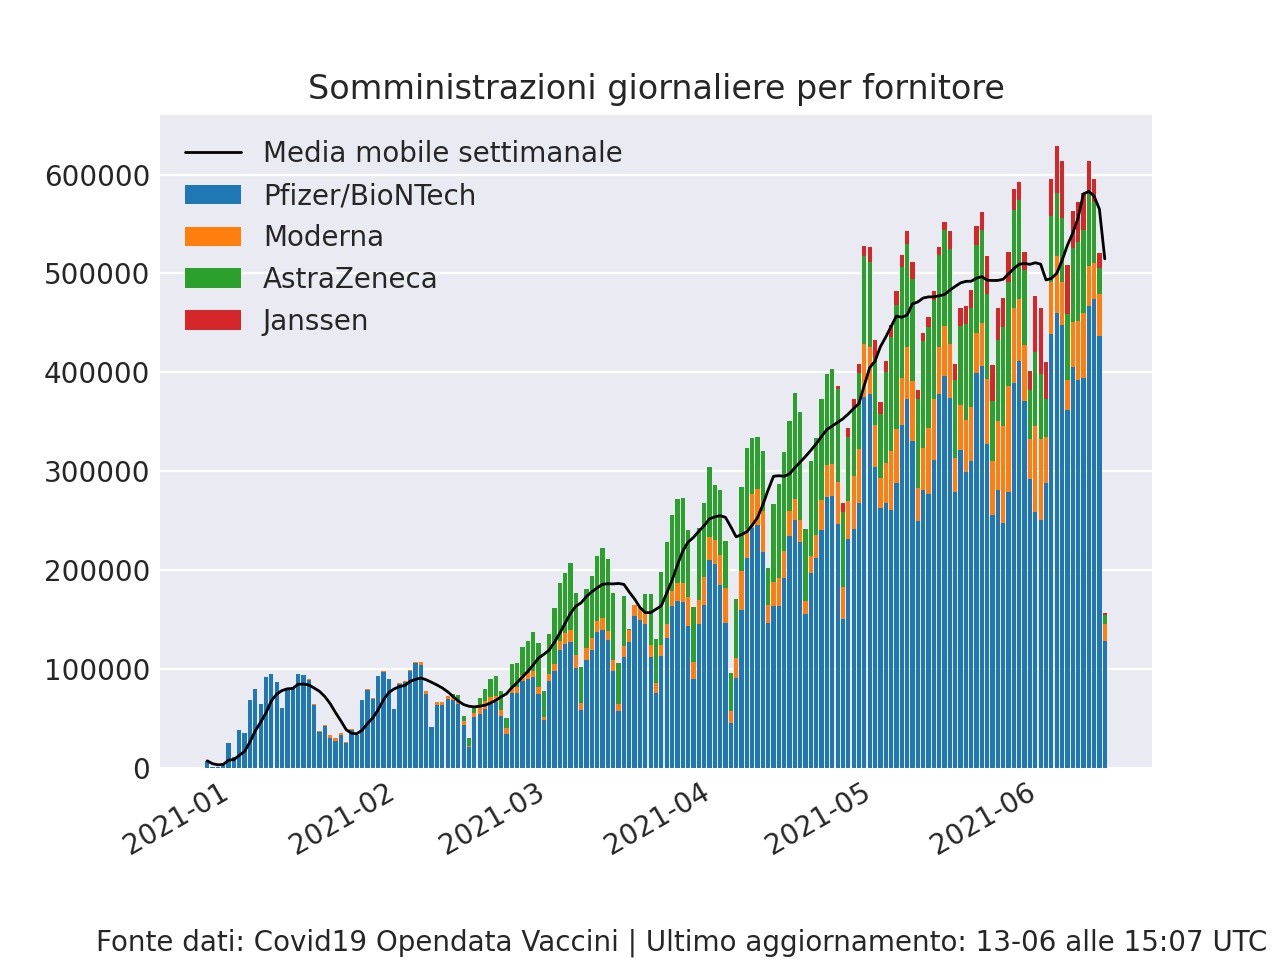 Somministrazioni giornaliere per fornitore
Media mobile settimanale
Pfizer/BioNTech
Moderna
AstraZeneca
Janssen
600000
500000
400000
300000
200000
100000
0
2021-01
2021-02
2021-03
2021-04
2021-05
2021-06
Fonte dati: Covid19 Opendata Vaccini | Ultimo aggiornamento: 13-06 alle 15:07 UTC